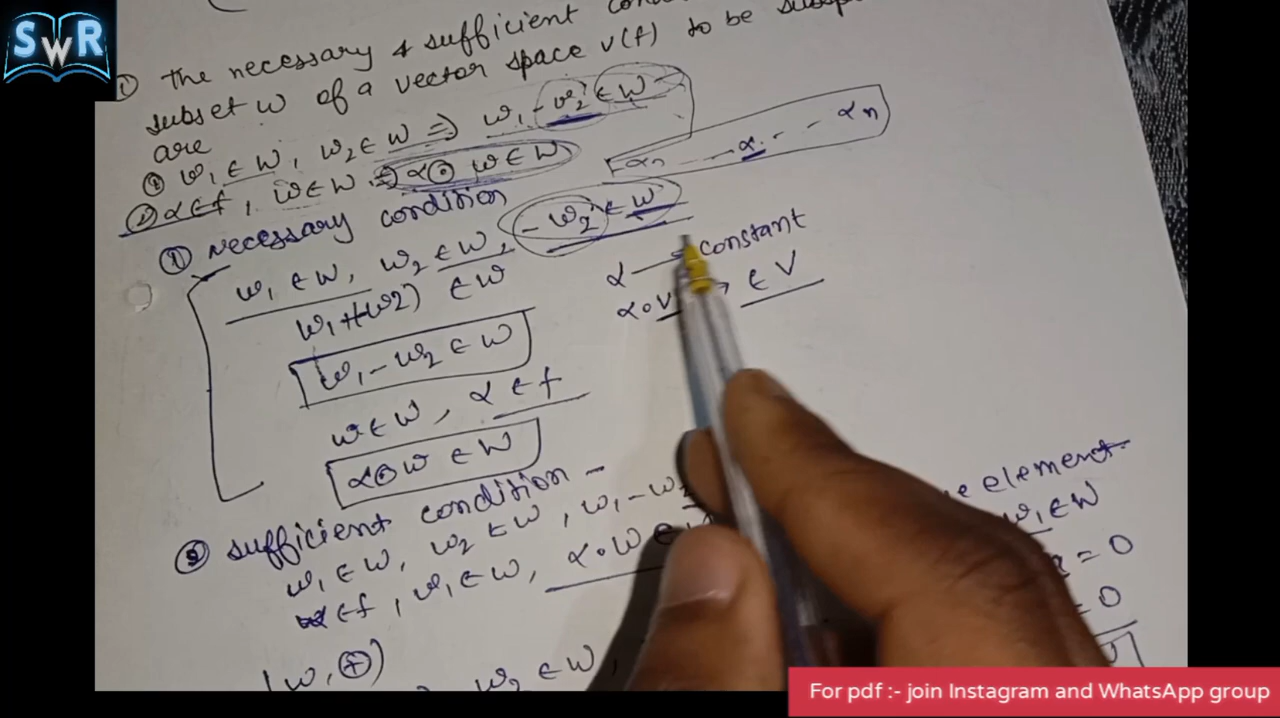 SWR
① The necessary & sufficient
subset W of a vector space V(f) to be
are
① w₁ ∈ W, w₂ ∈ W ⇒ w₁ - w₂ ∈ W
② α ∈ f, w ∈ W ⇒ α⊙ w ∈ W
αn α αn
① Necessary condition
w₁ ∈ W, w₂ ∈ W, -w₂ ∈ W
w₁+(-w2) ∈ W
w₁ - w₂ ∈ W
w ∈ W, α ∈ f
α⊙w ∈ W
α → constant
α.V → ∈ V
② sufficient condition -
w₁ ∈ W, w₂ ∈ W, w₁ - w₂
α ∈ f, w₁ ∈ W, α.W ∈
element
w₁ ∈ W
= 0
= 0
(W, ⊕)
w₂ ∈ W,
For pdf :- join Instagram and WhatsApp group